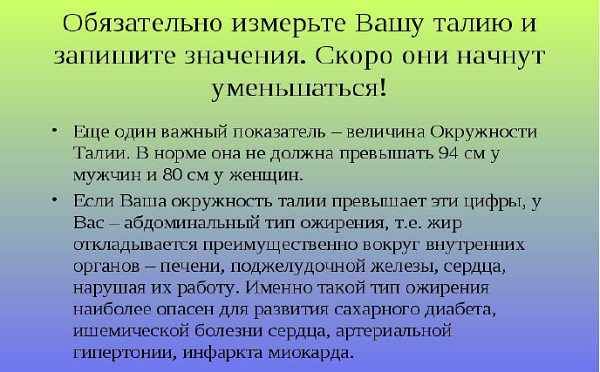 Обязательно измерьте Вашу талию и
запишите значения. Скоро они начнут
уменьшаться!
• Еще один важный показатель – величина Окружности
Талии. В норме она не должна превышать 94 см у
мужчин и 80 см у женщин.
• Если Ваша окружность талии превышает эти цифры, у
Вас – абдоминальный тип ожирения, т.е. жир
откладывается преимущественно вокруг внутренних
органов – печени, поджелудочной железы, сердца,
нарушая их работу. Именно такой тип ожирения
наиболее опасен для развития сахарного диабета,
ишемической болезни сердца, артериальной
гипертонии, инфаркта миокарда.